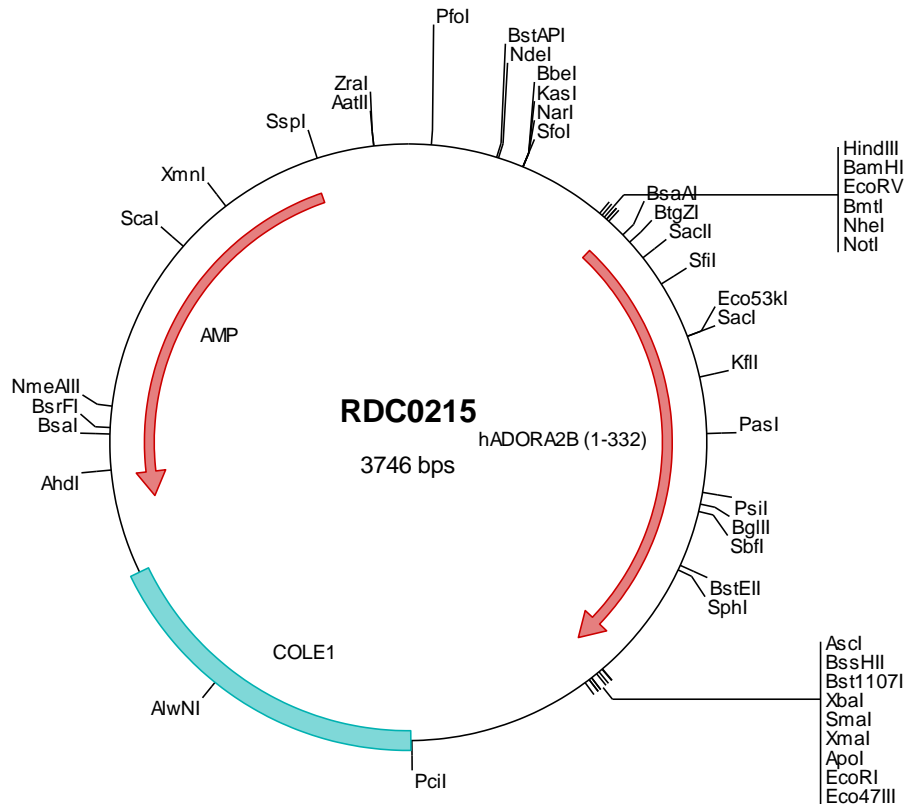 PfoI
BstAPI
NdeI
BbeI
KasI
NarI
SfoI
ZraI
AatII
SspI
XmnI
ScaI
HindIII
BamHI
EcoRV
BmtI
NheI
NotI
BsaAI
BtgZI
SacII
SfiI
Eco53kI
SacI
KflI
PasI
AMP
NmeAIII
BsrFI
BsaI
AhdI
RDC0215
3746 bps
hADORA2B (1-332)
PsiI
BglII
SbfI
BstEII
SphI
COLE1
AlwNI
PciI
AscI
BssHII
Bst1107I
XbaI
SmaI
XmaI
ApoI
EcoRI
Eco47III